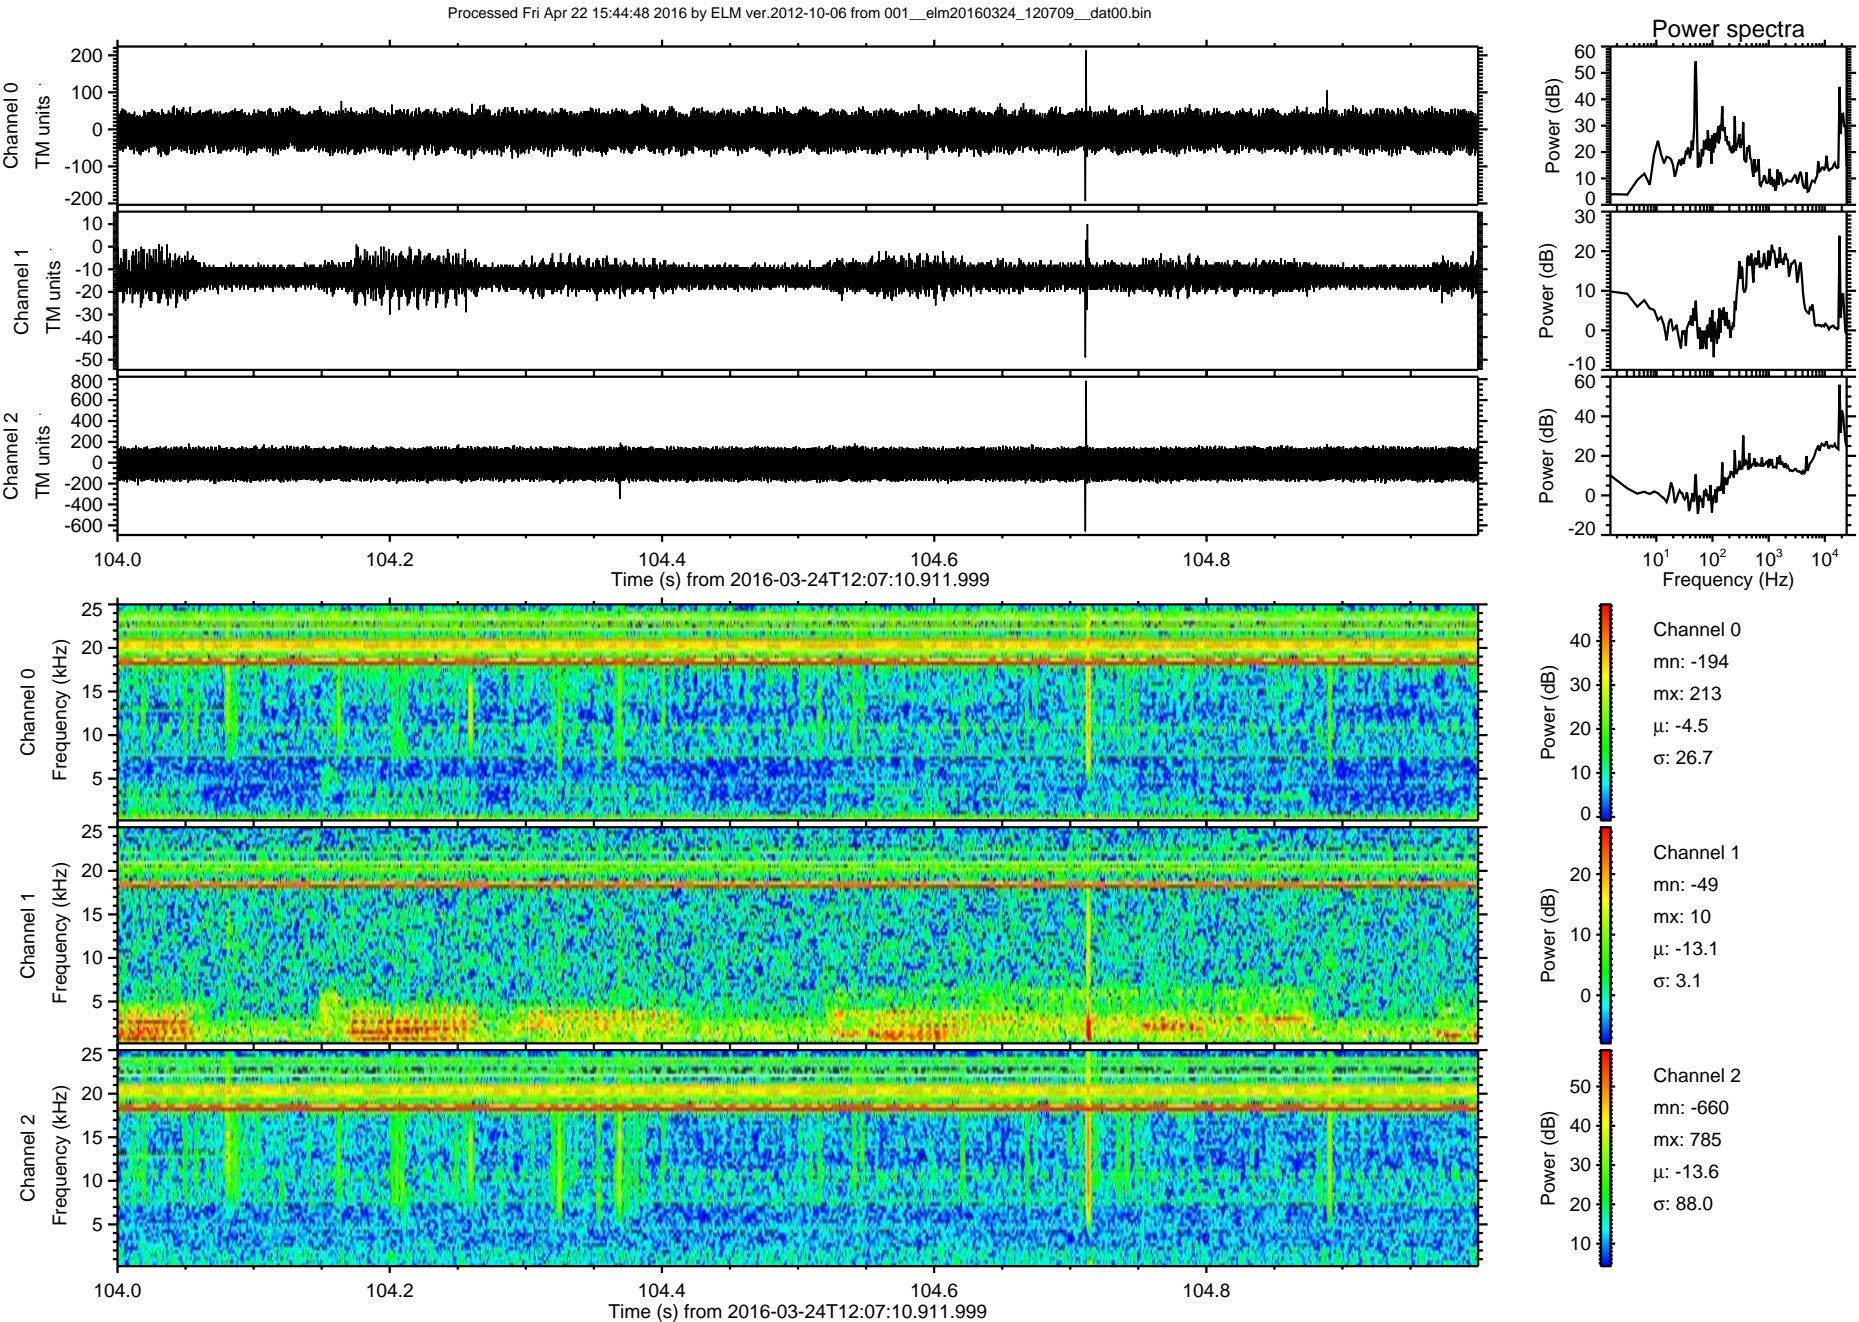 Processed Fri Apr 22 15:44:48 2016 by ELM ver.2012-10-06 from 001__elm20160324_120709__dat00.bin
Power spectra
Channel 0
TM units
200
100
0
-100
-200
Power (dB)
60
50
40
30
20
10
0
Channel 1
TM units
10
0
-10
-20
-30
-40
-50
Power (dB)
30
20
10
0
-10
Channel 2
TM units
800
600
400
200
0
-200
-400
-600
Power (dB)
60
40
20
0
-20
104.0 104.2 104.4 104.6 104.8
Time (s) from 2016-03-24T12:07:10.911.999
10¹ 10² 10³ 10⁴
Frequency (Hz)
Channel 0
Frequency (kHz)
25
20
15
10
5
Power (dB)
40
30
20
10
0
Channel 0
mn: -194
mx: 213
μ: -4.5
σ: 26.7
Channel 1
Frequency (kHz)
25
20
15
10
5
Power (dB)
20
10
0
Channel 1
mn: -49
mx: 10
μ: -13.1
σ: 3.1
Channel 2
Frequency (kHz)
25
20
15
10
5
Power (dB)
50
40
30
20
10
Channel 2
mn: -660
mx: 785
μ: -13.6
σ: 88.0
104.0 104.2 104.4 104.6 104.8
Time (s) from 2016-03-24T12:07:10.911.999